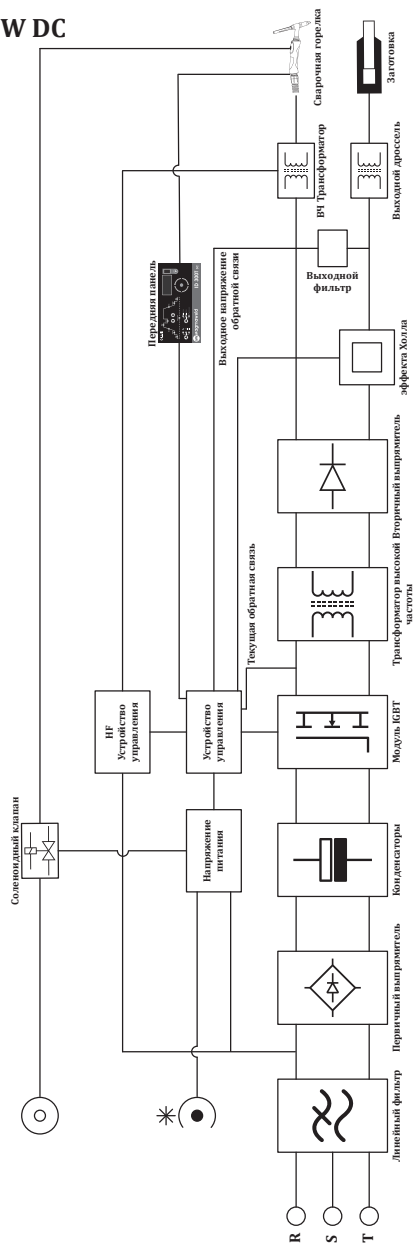 W DC
Сварочная горелка
Заготовка
ВЧ Трансформатор
Выходной дроссель
Передняя панель
Выходное напряжение
обратной связи
Выходной
фильтр
эффекта Холла
Вторичный выпрямитель
Текущая обратная связь
Трансформатор высокой
частоты
HF
Устройство
управления
Устройство
управления
Модуль IGBT
Соленоидный клапан
Напряжение
питания
Конденсаторы
Первичный выпрямитель
Линейный фильтр
R
S
T